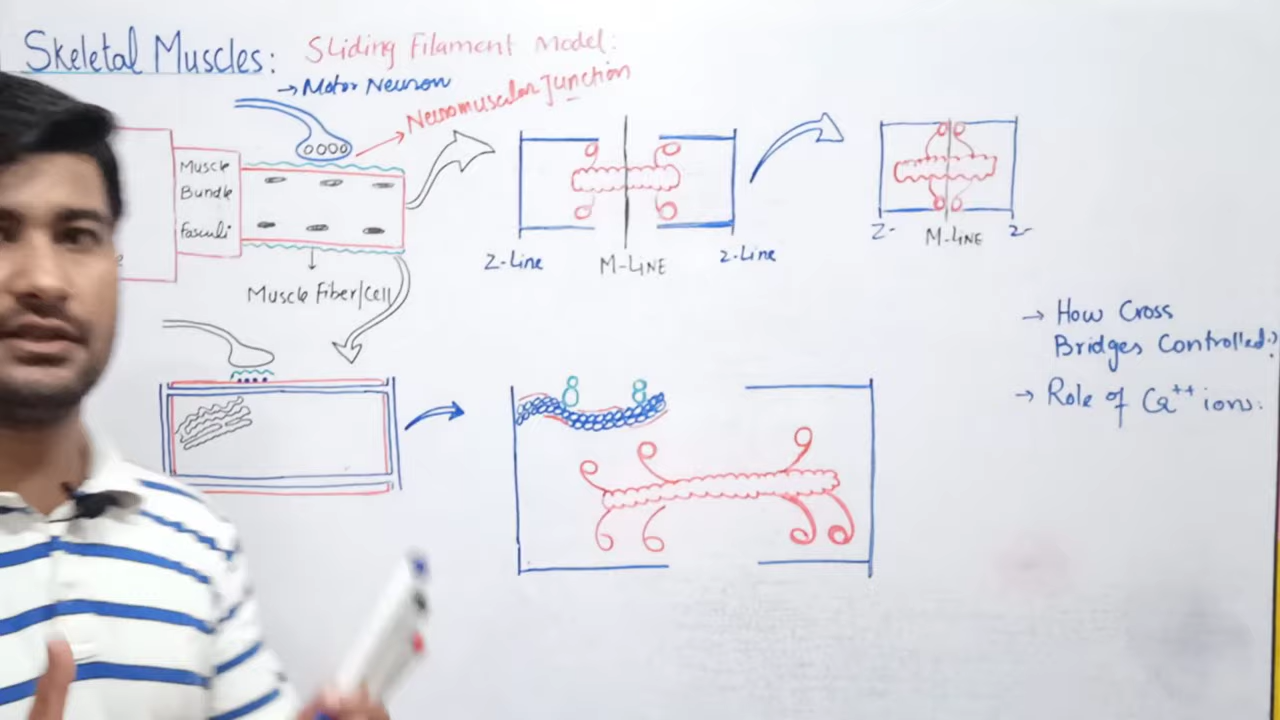 Skeletal Muscles: Sliding Filament Model:
→ Motor Neuron
Neuromuscular Junction
Muscle
Bundle
Fasculi
Muscle Fiber/Cell
Z-Line
M-LINE
Z-Line
Z-
M-LINE
Z-
→ How Cross
Bridges Controlled?
→ Role of Ca++ ions: